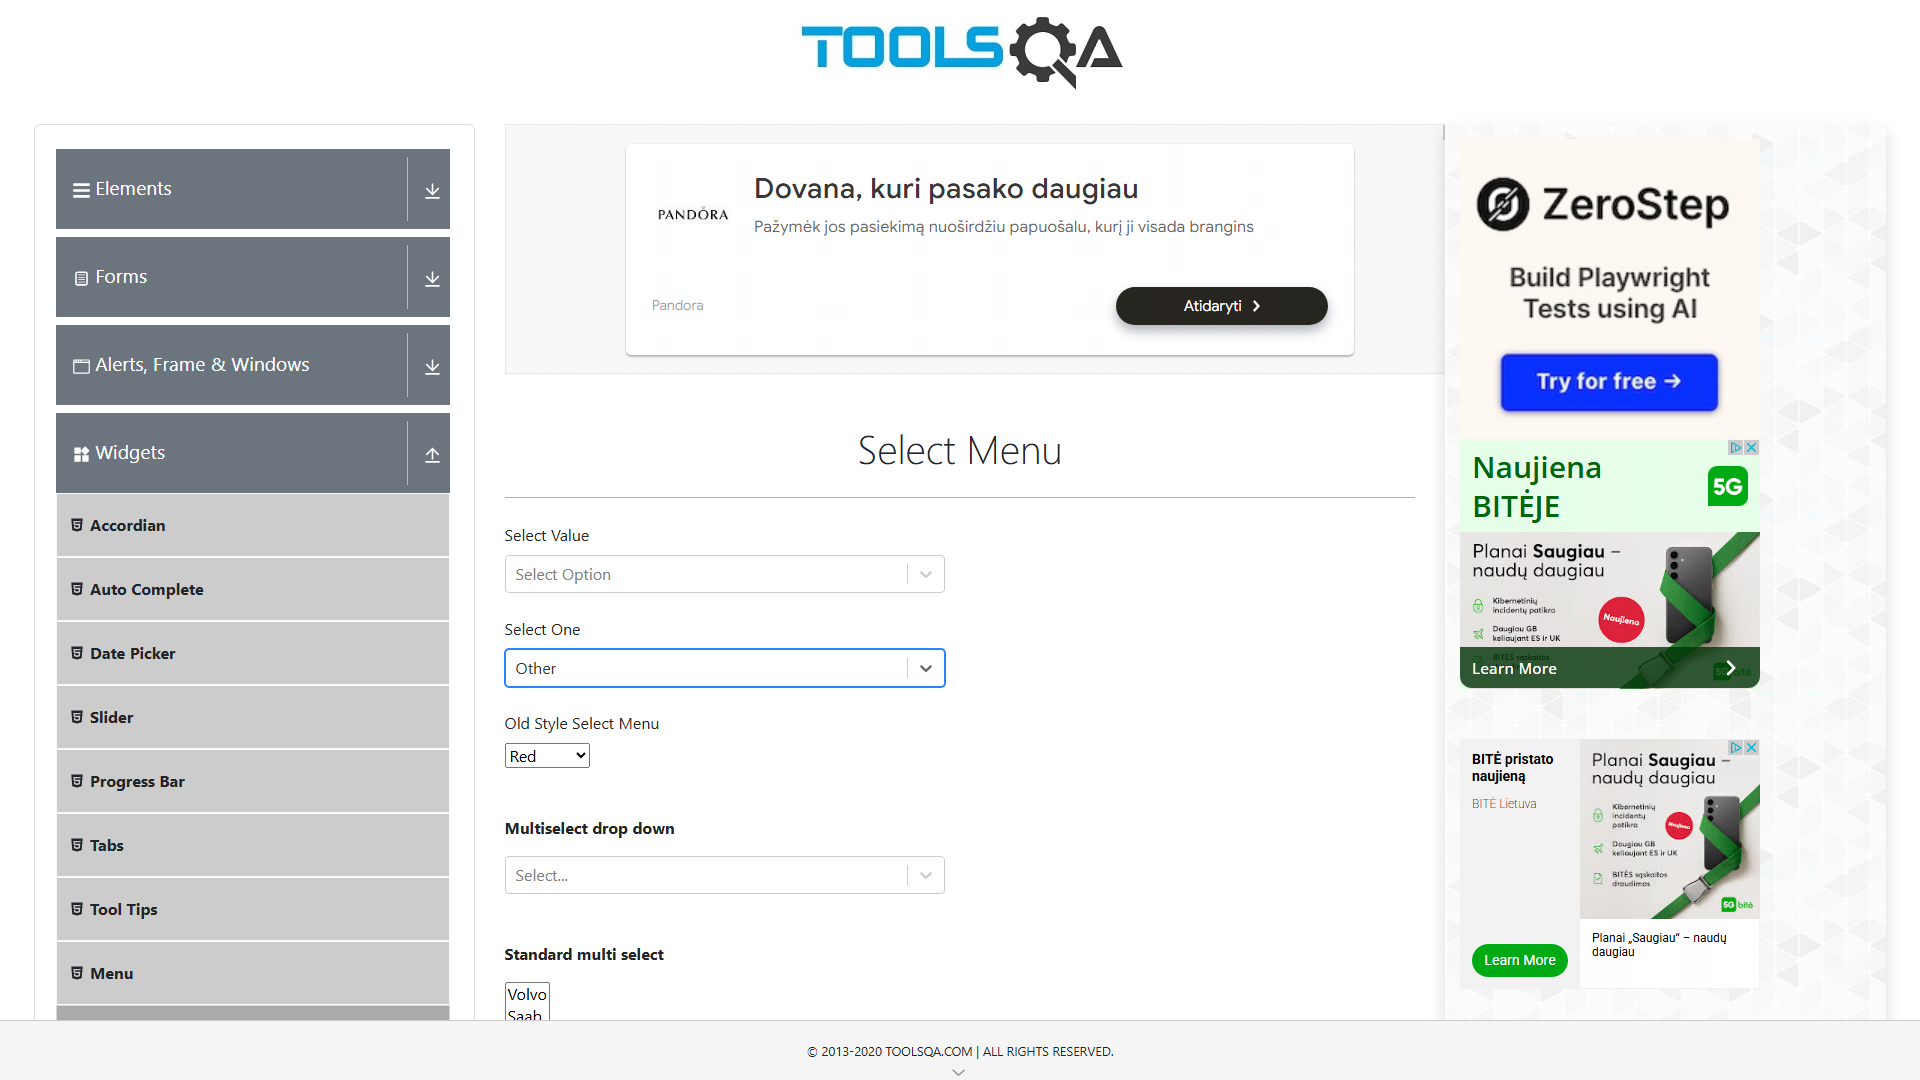 TOOLSQA
Elements
Forms
Alerts, Frame & Windows
Widgets
Accordian
Auto Complete
Date Picker
Slider
Progress Bar
Tabs
Tool Tips
Menu
PANDÖRA
Dovana, kuri pasako daugiau
Pažymėk jos pasiekimą nuoširdžiu papuošalu, kurį ji visada brangins
Pandora
Atidaryti
Select Menu
Select Value
Select Option
Select One
Other
Old Style Select Menu
Red
Multiselect drop down
Select...
Standard multi select
Volvo
Saab
ZeroStep
Build Playwright
Tests using AI
Try for free →
Naujiena
BITĖJE
5G
Planai Saugiau –
naudų daugiau
Kibernetinių
incidentų patikra
Daugiau GB
keliaujant ES ir UK
Naujiena
Learn More
BITĖ pristato
naujieną
BITĖ Lietuva
Learn More
Planai Saugiau –
naudų daugiau
Kibernetinių
incidentų
patikra
Naujiena
Daugiau GB
keliaujant ES ir UK
BITĖS sąskaitos
draudimas
5G bitė
Planai „Saugiau“ – naudų
daugiau
© 2013-2020 TOOLSQA.COM | ALL RIGHTS RESERVED.